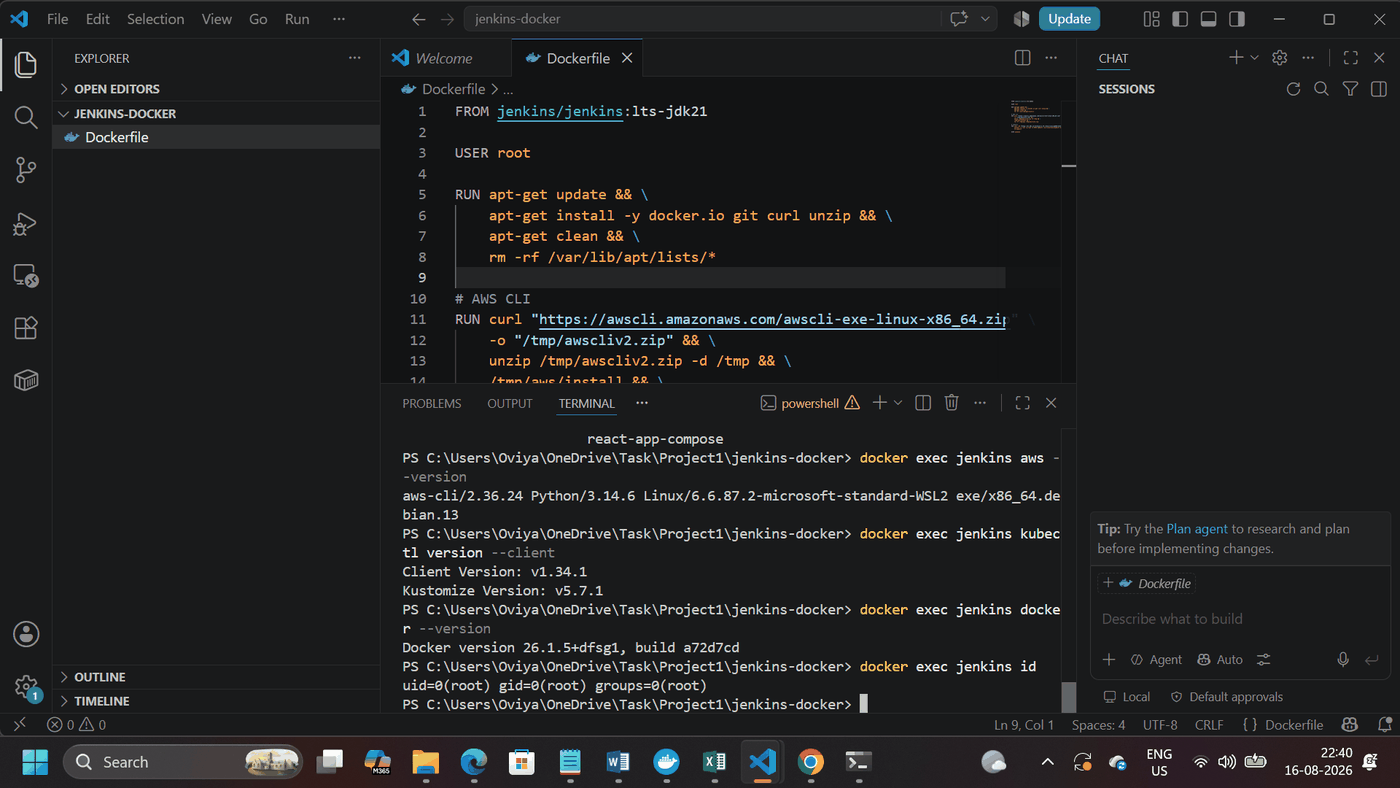 File Edit Selection View Go Run ···
jenkins-docker
Update
EXPLORER
OPEN EDITORS
JENKINS-DOCKER
Dockerfile
OUTLINE
TIMELINE
1
Welcome
Dockerfile
Dockerfile > ...
1 FROM jenkins/jenkins:lts-jdk21
2
3 USER root
4
5 RUN apt-get update && \
6 apt-get install -y docker.io git curl unzip && \
7 apt-get clean && \
8 rm -rf /var/lib/apt/lists/*
9
10 # AWS CLI
11 RUN curl "https://awscli.amazonaws.com/awscli-exe-linux-x86_64.zip" \
12 -o "/tmp/awscliv2.zip" && \
13 unzip /tmp/awscliv2.zip -d /tmp && \
14 /tmp/aws/install && \
PROBLEMS OUTPUT TERMINAL ···
powershell
react-app-compose
PS C:\Users\Oviya\OneDrive\Task\Project1\jenkins-docker> docker exec jenkins aws -
-version
aws-cli/2.36.24 Python/3.14.6 Linux/6.6.87.2-microsoft-standard-WSL2 exe/x86_64.de
bian.13
PS C:\Users\Oviya\OneDrive\Task\Project1\jenkins-docker> docker exec jenkins kubec
tl version --client
Client Version: v1.34.1
Kustomize Version: v5.7.1
PS C:\Users\Oviya\OneDrive\Task\Project1\jenkins-docker> docker exec jenkins docke
r --version
Docker version 26.1.5+dfsg1, build a72d7cd
PS C:\Users\Oviya\OneDrive\Task\Project1\jenkins-docker> docker exec jenkins id
uid=0(root) gid=0(root) groups=0(root)
PS C:\Users\Oviya\OneDrive\Task\Project1\jenkins-docker>
CHAT
SESSIONS
Tip: Try the Plan agent to research and plan
before implementing changes.
Dockerfile
Describe what to build
Agent Auto
Local Default approvals
0 0
Ln 9, Col 1 Spaces: 4 UTF-8 CRLF { } Dockerfile
Search
M365
ENG
US
22:40
16-08-2026